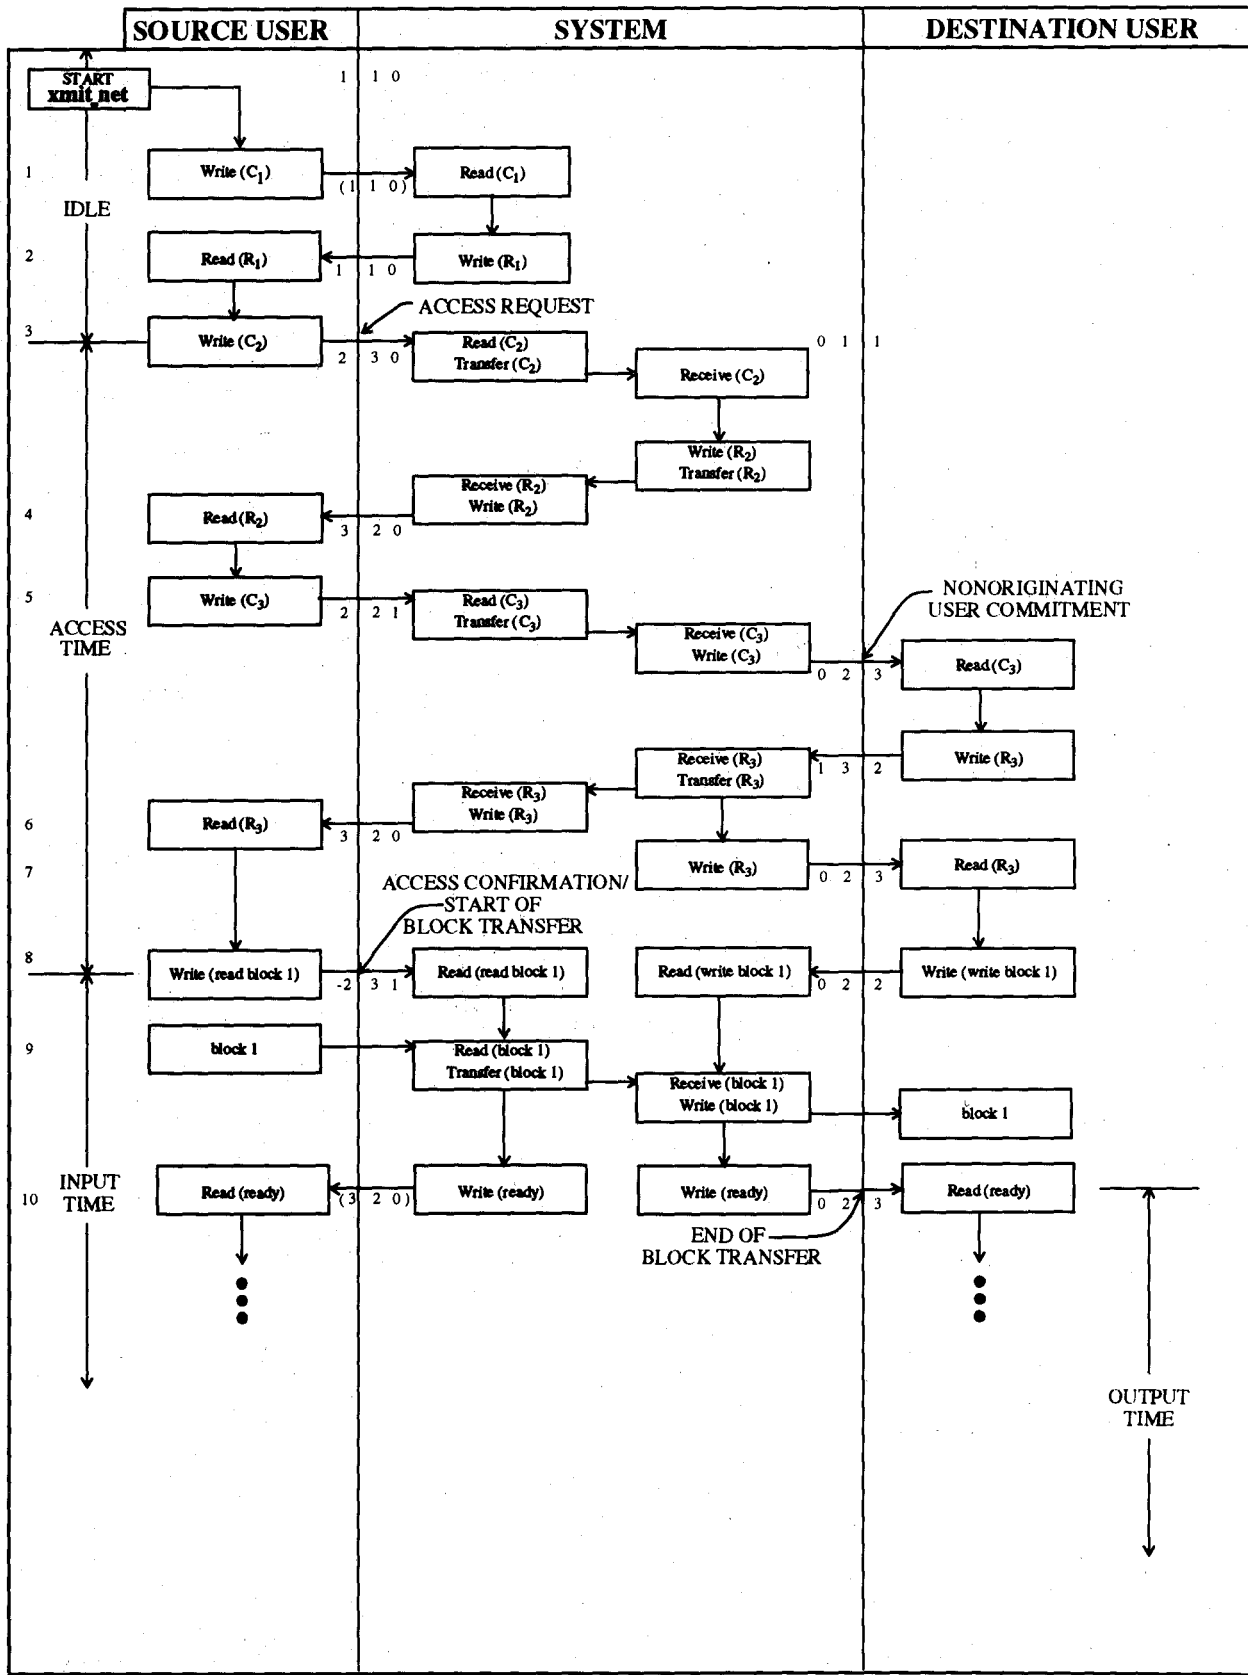 SOURCE USER SYSTEM DESTINATION USER
START
xmit_net
1 1 0
1
Write (C1)
(1 1 0)
Read (C1)
IDLE
2
Read (R1)
1 1 0
Write (R1)
ACCESS REQUEST
3
Write (C2)
2 3 0
Read (C2)
Transfer (C2)
0 1 1
Receive (C2)
Write (R2)
Transfer (R2)
Receive (R2)
Write (R2)
4
Read (R2)
3 2 0
NONORIGINATING
USER COMMITMENT
5
Write (C3)
2 2 1
Read (C3)
Transfer (C3)
ACCESS
TIME
Receive (C3)
Write (C3)
0 2 3
Read (C3)
Write (R3)
1 3 2
Receive (R3)
Transfer (R3)
Receive (R3)
Write (R3)
6
Read (R3)
3 2 0
7
Write (R3)
0 2 3
Read (R3)
ACCESS CONFIRMATION/
START OF
BLOCK TRANSFER
8
Write (read block 1)
-2 3 1
Read (read block 1)
Read (write block 1)
0 2 2
Write (write block 1)
9
block 1
Read (block 1)
Transfer (block 1)
Receive (block 1)
Write (block 1)
block 1
INPUT
TIME
10
Read (ready)
(3 2 0)
Write (ready)
Write (ready)
0 2 3
Read (ready)
END OF
BLOCK TRANSFER
OUTPUT
TIME